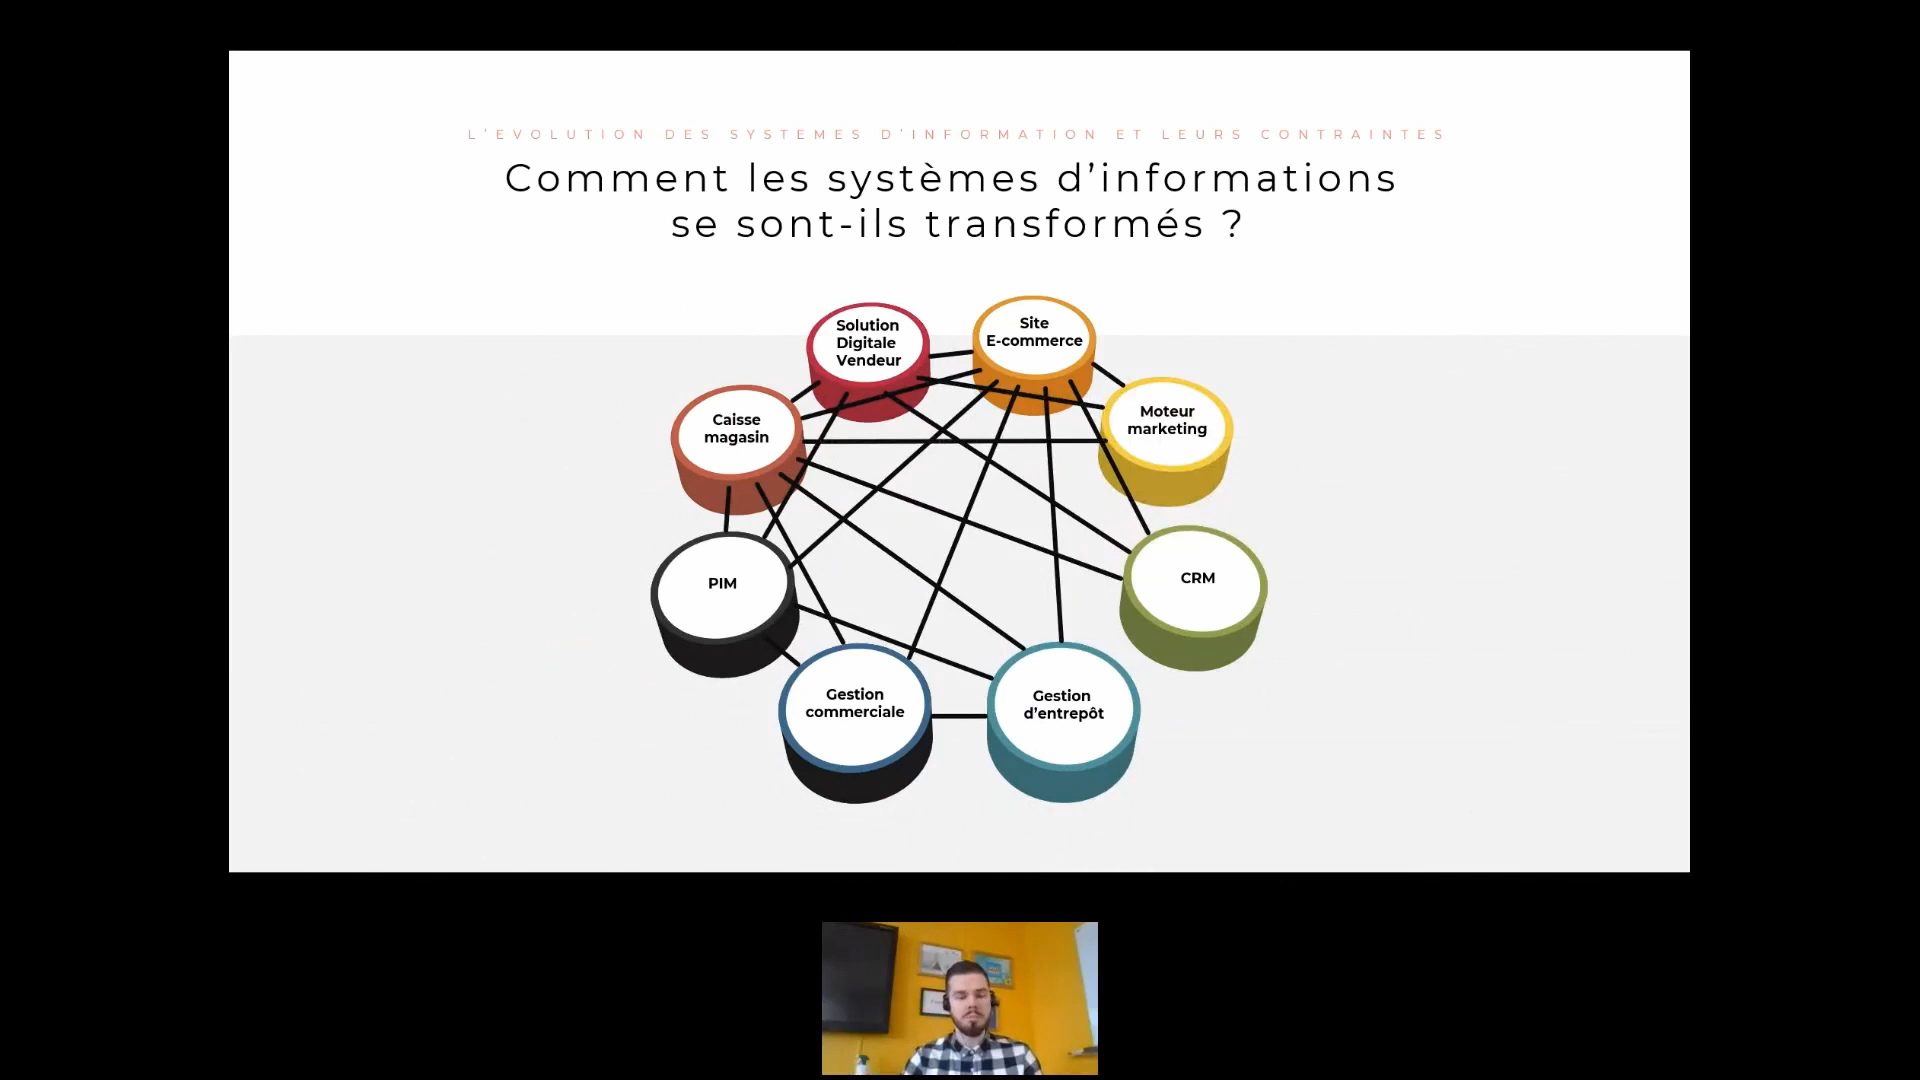 L'EVOLUTION DES SYSTEMES D'INFORMATION ET LEURS CONTRAINTES
Comment les systèmes d'informations
se sont-ils transformés ?
Solution
Digitale
Vendeur
Site
E-commerce
Caisse
magasin
Moteur
marketing
PIM
CRM
Gestion
commerciale
Gestion
d'entrepôt